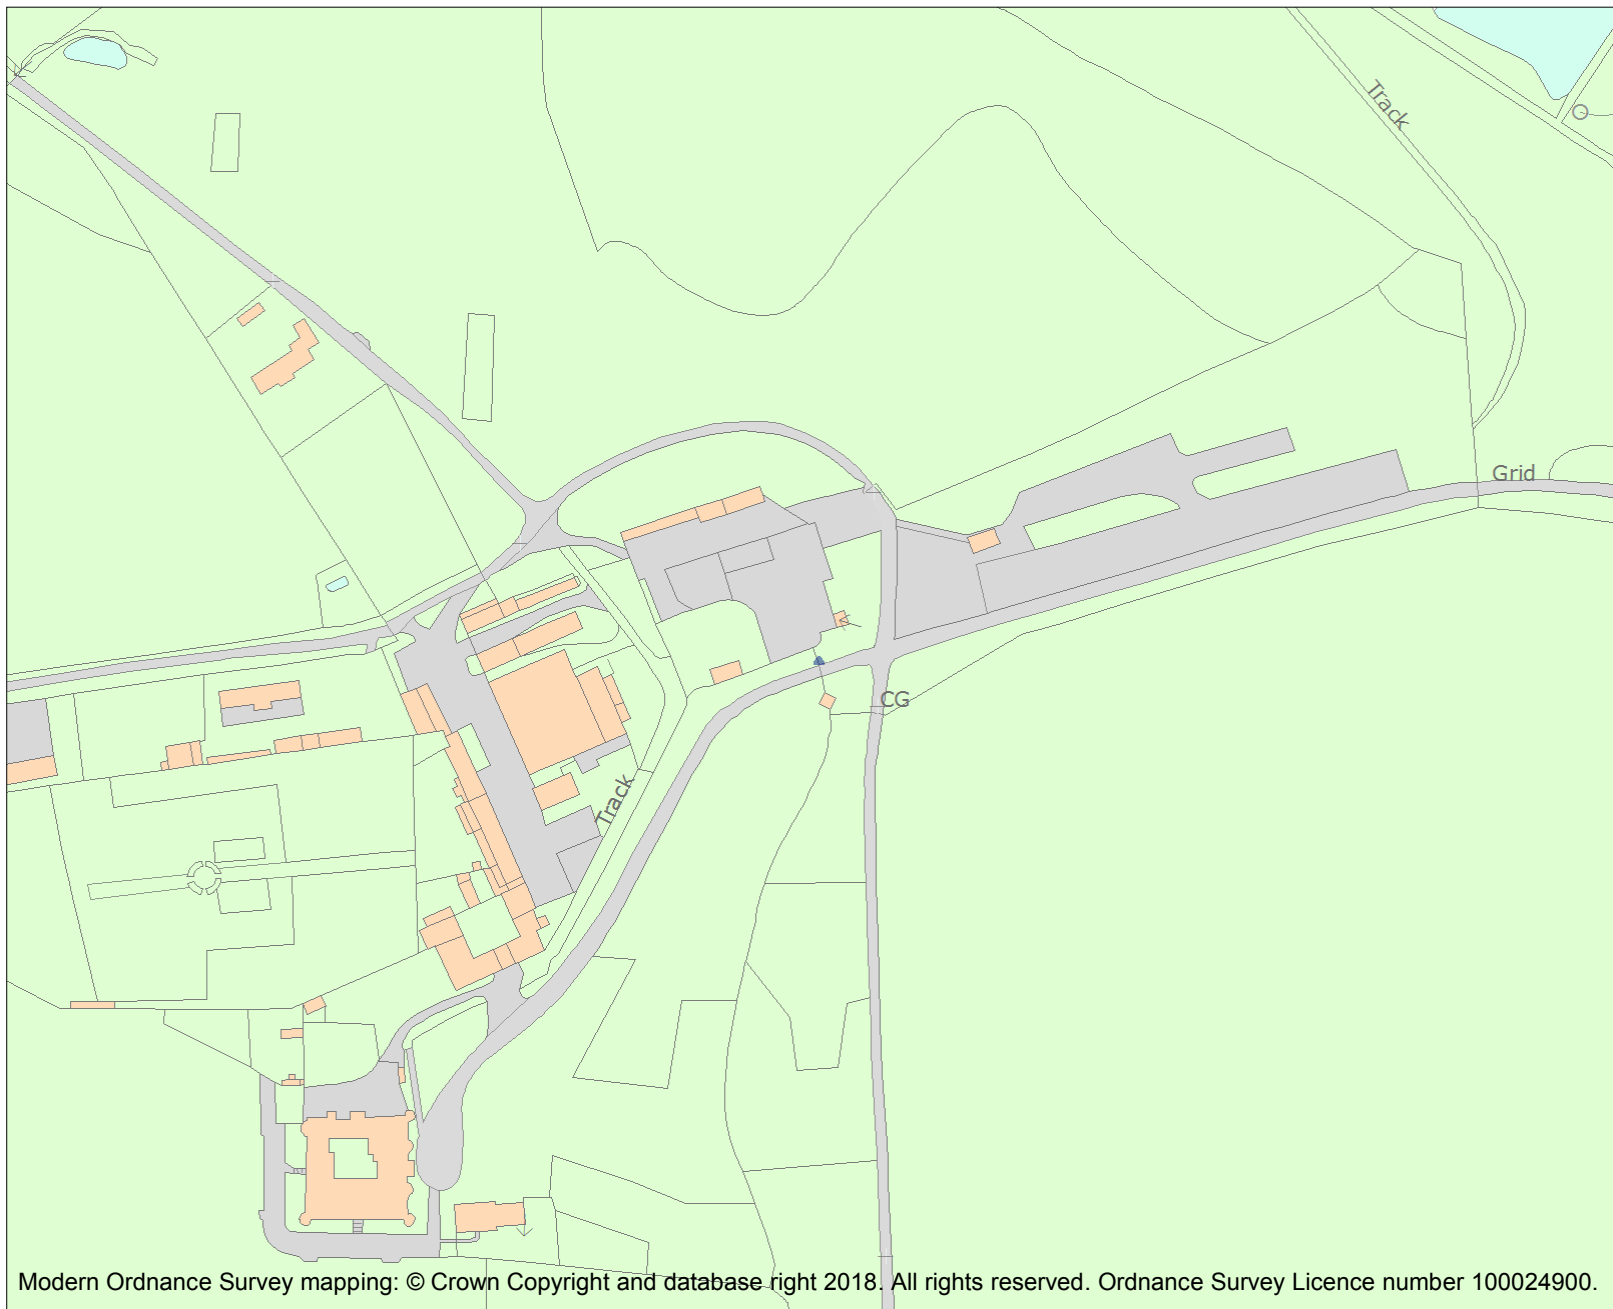 Track
Grid
CG
Track
Modern Ordnance Survey mapping: © Crown Copyright and database right 2018. All rights reserved. Ordnance Survey Licence number 100024900.